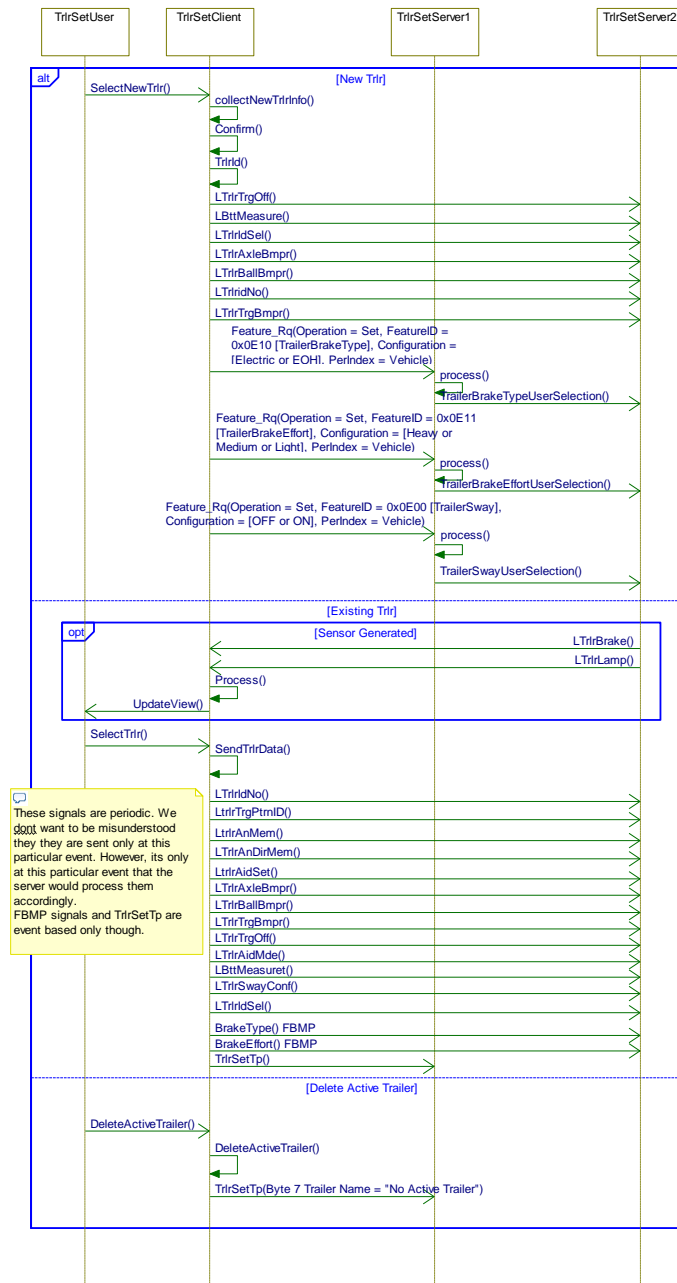 TrlrSetUser
TrlrSetClient
TrlrSetServer1
TrlrSetServer2
alt
[New Trlr]
SelectNewTrlr()
collectNewTrlrInfo()
Confirm()
TrlrId()
LTrlrTrgOff()
LBttMeasure()
LTrlrIdSel()
LTrlrAxleBmpr()
LTrlrBallBmpr()
LTrlridNo()
LTrlrTrgBmpr()
Feature_Rq(Operation = Set, FeatureID =
0x0E10 [TrailerBrakeType], Configuration =
[Electric or EOH], PerIndex = Vehicle)
process()
TrailerBrakeTypeUserSelection()
Feature_Rq(Operation = Set, FeatureID = 0x0E11
[TrailerBrakeEffort], Configuration = [Heavy or
Medium or Light], PerIndex = Vehicle)
process()
TrailerBrakeEffortUserSelection()
Feature_Rq(Operation = Set, FeatureID = 0x0E00 [TrailerSway],
Configuration = [OFF or ON], PerIndex = Vehicle)
process()
TrailerSwayUserSelection()
[Existing Trlr]
opt
[Sensor Generated]
LTrlrBrake()
LTrlrLamp()
Process()
UpdateView()
SelectTrlr()
SendTrlrData()
These signals are periodic. We
dont want to be misunderstood
they they are sent only at this
particular event. However, its only
at this particular event that the
server would process them
accordingly.
FBMP signals and TrlrSetTp are
event based only though.
LTrlrIdNo()
LtrlrTrgPtrnID()
LtrlrAnMem()
LTrlrAnDirMem()
LtrlrAidSet()
LTrlrAxleBmpr()
LTrlrBallBmpr()
LTrlrTrgBmpr()
LTrlrTrgOff()
LTrlrAidMde()
LBttMeasuret()
LTrlrSwayConf()
LTrlrIdSel()
BrakeType() FBMP
BrakeEffort() FBMP
TrlrSetTp()
[Delete Active Trailer]
DeleteActiveTrailer()
DeleteActiveTrailer()
TrlrSetTp(Byte 7 Trailer Name = "No Active Trailer")